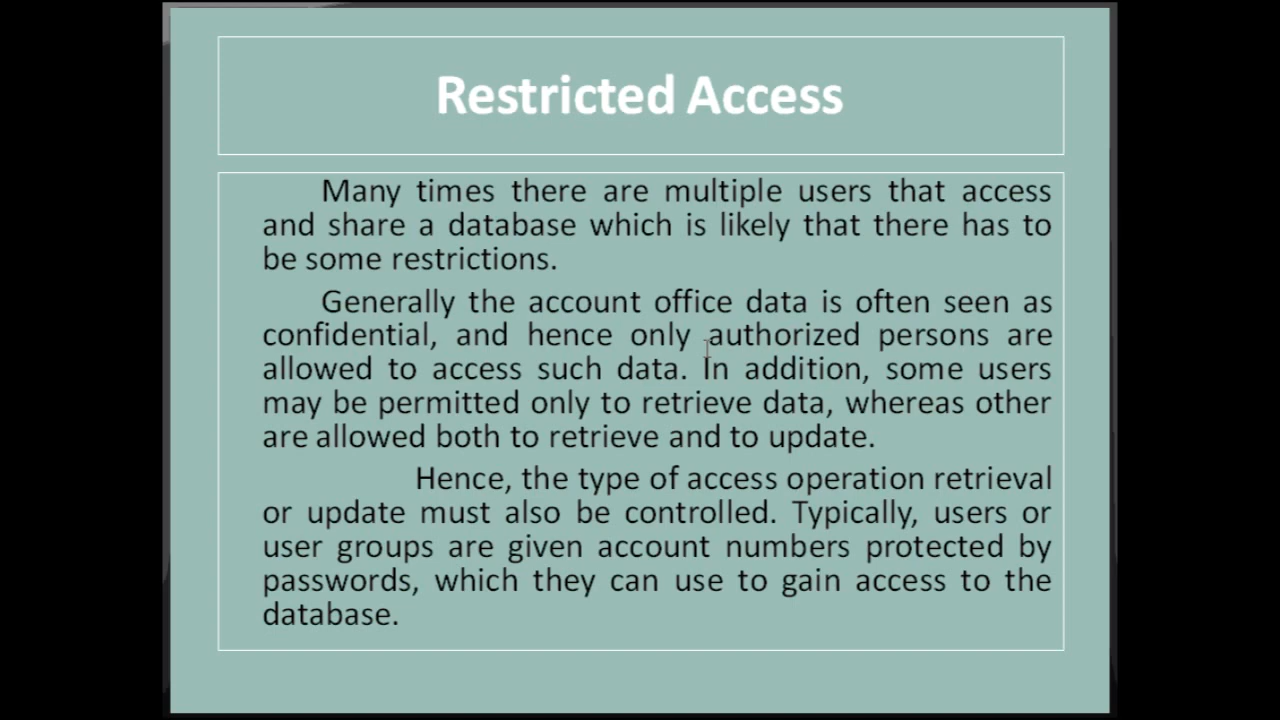 Restricted Access
Many times there are multiple users that access
and share a database which is likely that there has to
be some restrictions.
Generally the account office data is often seen as
confidential, and hence only authorized persons are
allowed to access such data. In addition, some users
may be permitted only to retrieve data, whereas other
are allowed both to retrieve and to update.
Hence, the type of access operation retrieval
or update must also be controlled. Typically, users or
user groups are given account numbers protected by
passwords, which they can use to gain access to the
database.